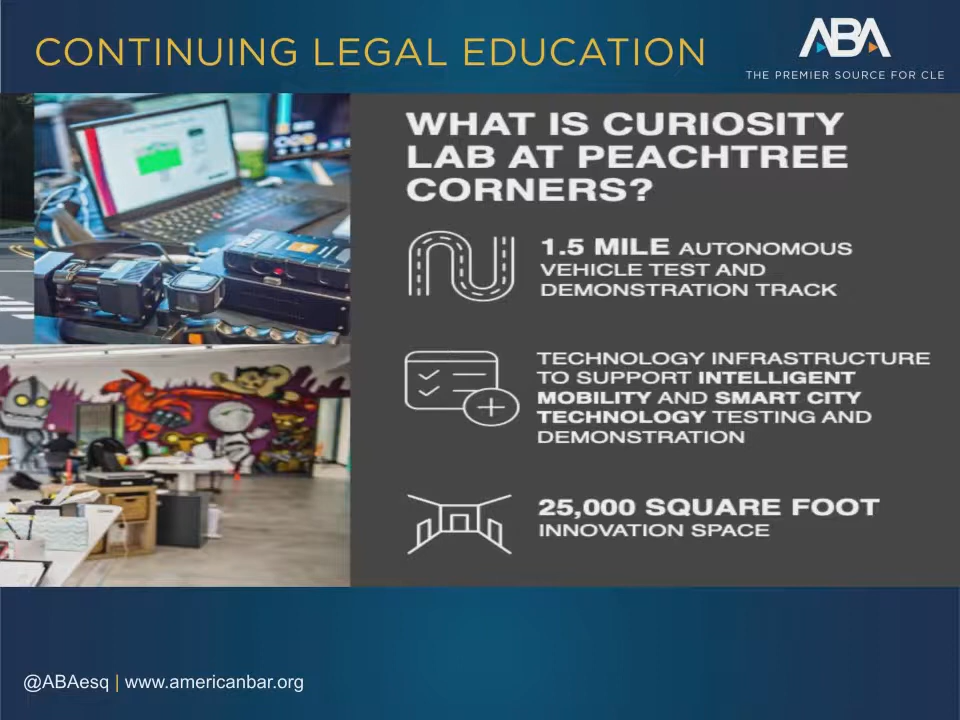 CONTINUING LEGAL EDUCATION
ABA
THE PREMIER SOURCE FOR CLE
WHAT IS CURIOSITY
LAB AT PEACHTREE
CORNERS?
1.5 MILE AUTONOMOUS
VEHICLE TEST AND
DEMONSTRATION TRACK
TECHNOLOGY INFRASTRUCTURE
TO SUPPORT INTELLIGENT
MOBILITY AND SMART CITY
TECHNOLOGY TESTING AND
DEMONSTRATION
25,000 SQUARE FOOT
INNOVATION SPACE
@ABAesq | www.americanbar.org